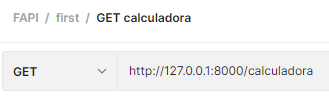 FAPI / first / GET calculadora
GET http://127.0.0.1:8000/calculadora